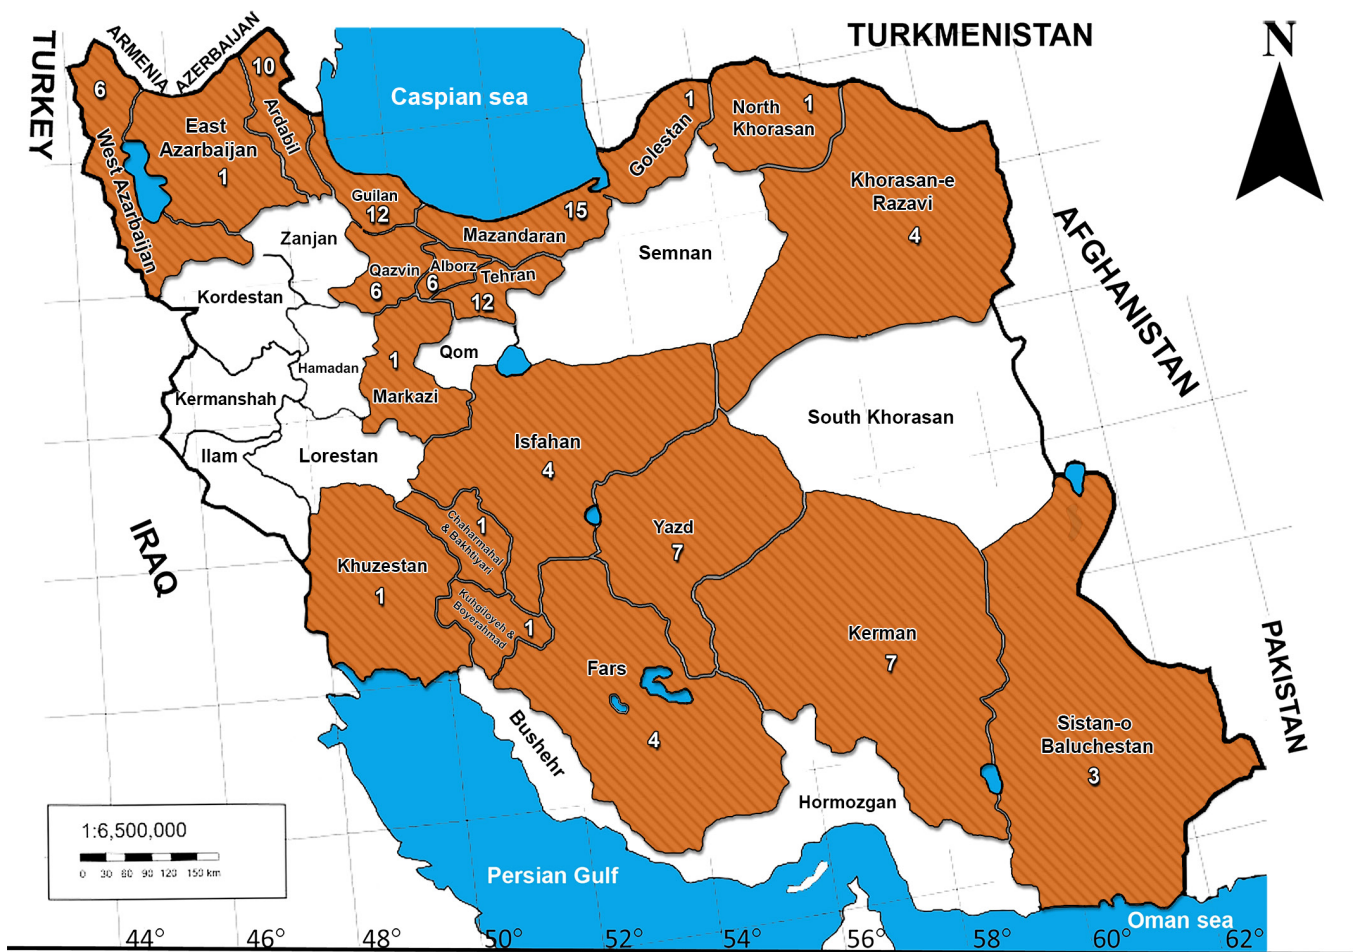 TURKMENISTAN
N
TURKEY
ARMENIA
AZERBAIJAN
10
6
Caspian sea
1
North
Khorasan
1
Golestan
Ardabil
East
Azarbaijan
1
West Azarbaijan
Khorasan-e
Razavi
4
Guilan
12
15
Mazandaran
Zanjan
Semnan
AFGHANISTAN
Qazvin
6
Alborz
6
Tehran
12
Kordestan
Qom
1
Markazi
Hamadan
Kermanshah
South Khorasan
Isfahan
4
Ilam
Lorestan
IRAQ
1
Chaharmahal
& Bakhtiyari
Yazd
7
Khuzestan
1
Kuhgiloyeh &
Boyerahmad
1
Kerman
7
PAKISTAN
Fars
4
Sistan-o
Baluchestan
3
Bushehr
Hormozgan
1:6,500,000
0 30 60 90 120 150 km
Persian Gulf
Oman sea
44° 46° 48° 50° 52° 54° 56° 58° 60° 62°